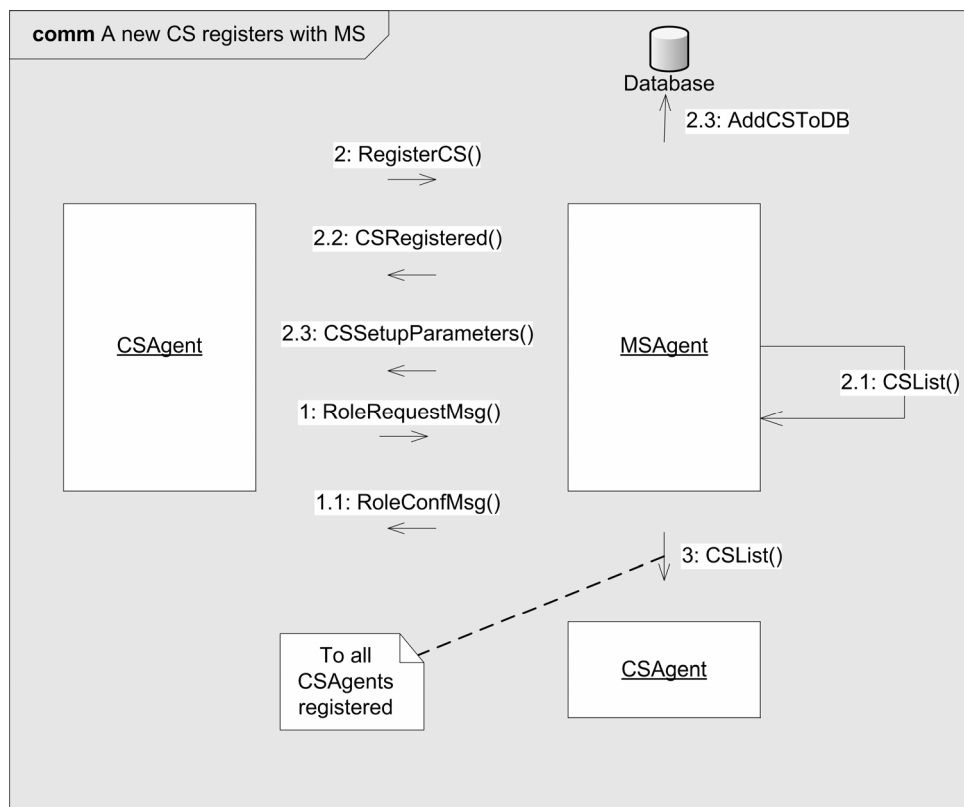 comm A new CS registers with MS
Database
2.3: AddCSToDB
2: RegisterCS()
2.2: CSRegistered()
2.3: CSSetupParameters()
CSAgent
MSAgent
2.1: CSList()
1: RoleRequestMsg()
1.1: RoleConfMsg()
3: CSList()
To all
CSAgents
registered
CSAgent